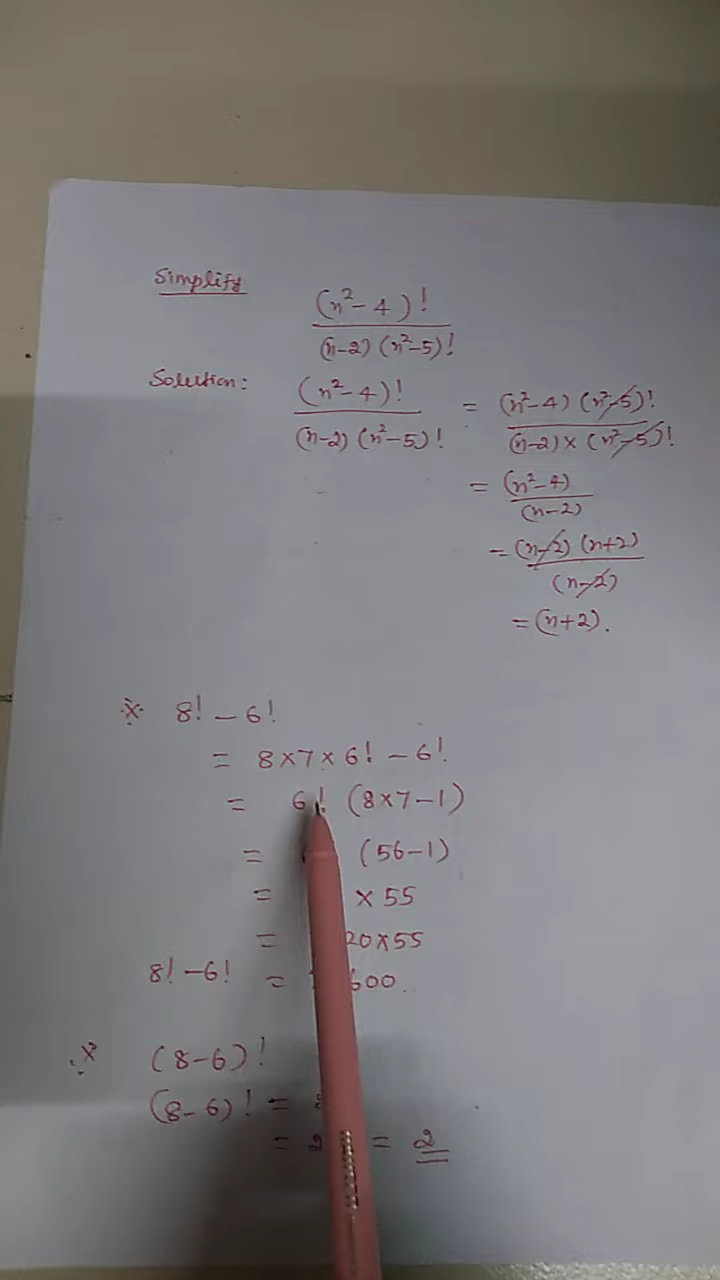 Simplify
(n²-4)!
(n-2)(n²-5)!
Solution: (n²-4)! / (n-2)(n²-5)! = (n²-4)(n²-5)! / (n-2)×(n²-5)!
= (n²-4) / (n-2)
= (n-2)(n+2) / (n-2)
= (n+2).
※ 8! - 6!
= 8×7×6! - 6!
= 6! (8×7-1)
= (56-1)
= ×55
= 20×55
8! - 6! = 600
※ (8-6)!
(8-6)! =
= 2 = 2